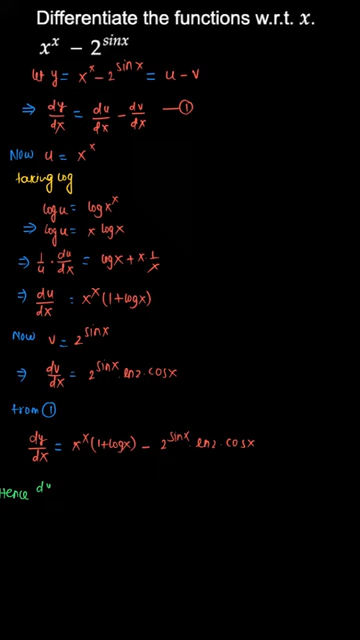 Differentiate the functions w.r.t. x.
x^x − 2^sinx
let y = x^x − 2^sinx = u − v
⇒ dy/dx = du/dx − dv/dx —①
Now u = x^x
taking log
log u = log x^x
⇒ log u = x log x
⇒ 1/u · du/dx = log x + x · 1/x
⇒ du/dx = x^x (1+log x)
Now v = 2^sinx
⇒ dv/dx = 2^sinx · ln2 · cosx
from ①
dy/dx = x^x (1+log x) − 2^sinx · ln2 · cosx
Hence